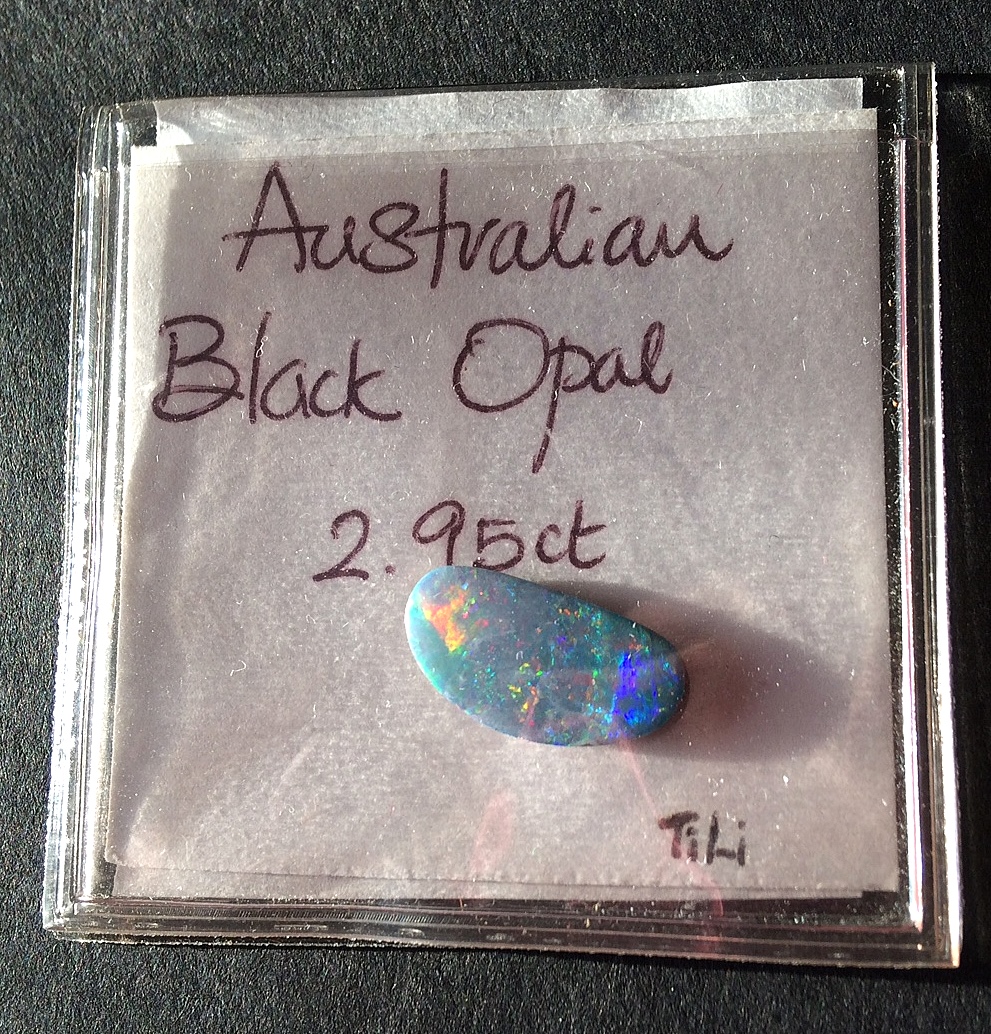 Australian
Black Opal
2.95ct
TiLi